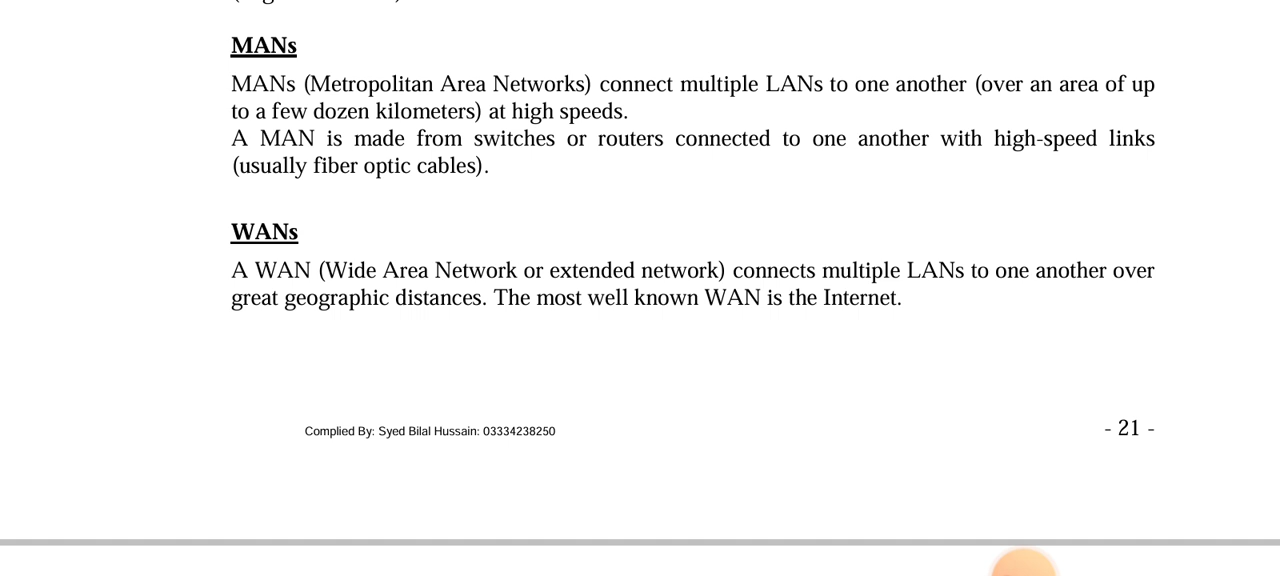 MANs
MANs (Metropolitan Area Networks) connect multiple LANs to one another (over an area of up
to a few dozen kilometers) at high speeds.
A MAN is made from switches or routers connected to one another with high-speed links
(usually fiber optic cables).
WANs
A WAN (Wide Area Network or extended network) connects multiple LANs to one another over
great geographic distances. The most well known WAN is the Internet.
Complied By: Syed Bilal Hussain: 03334238250
- 21 -